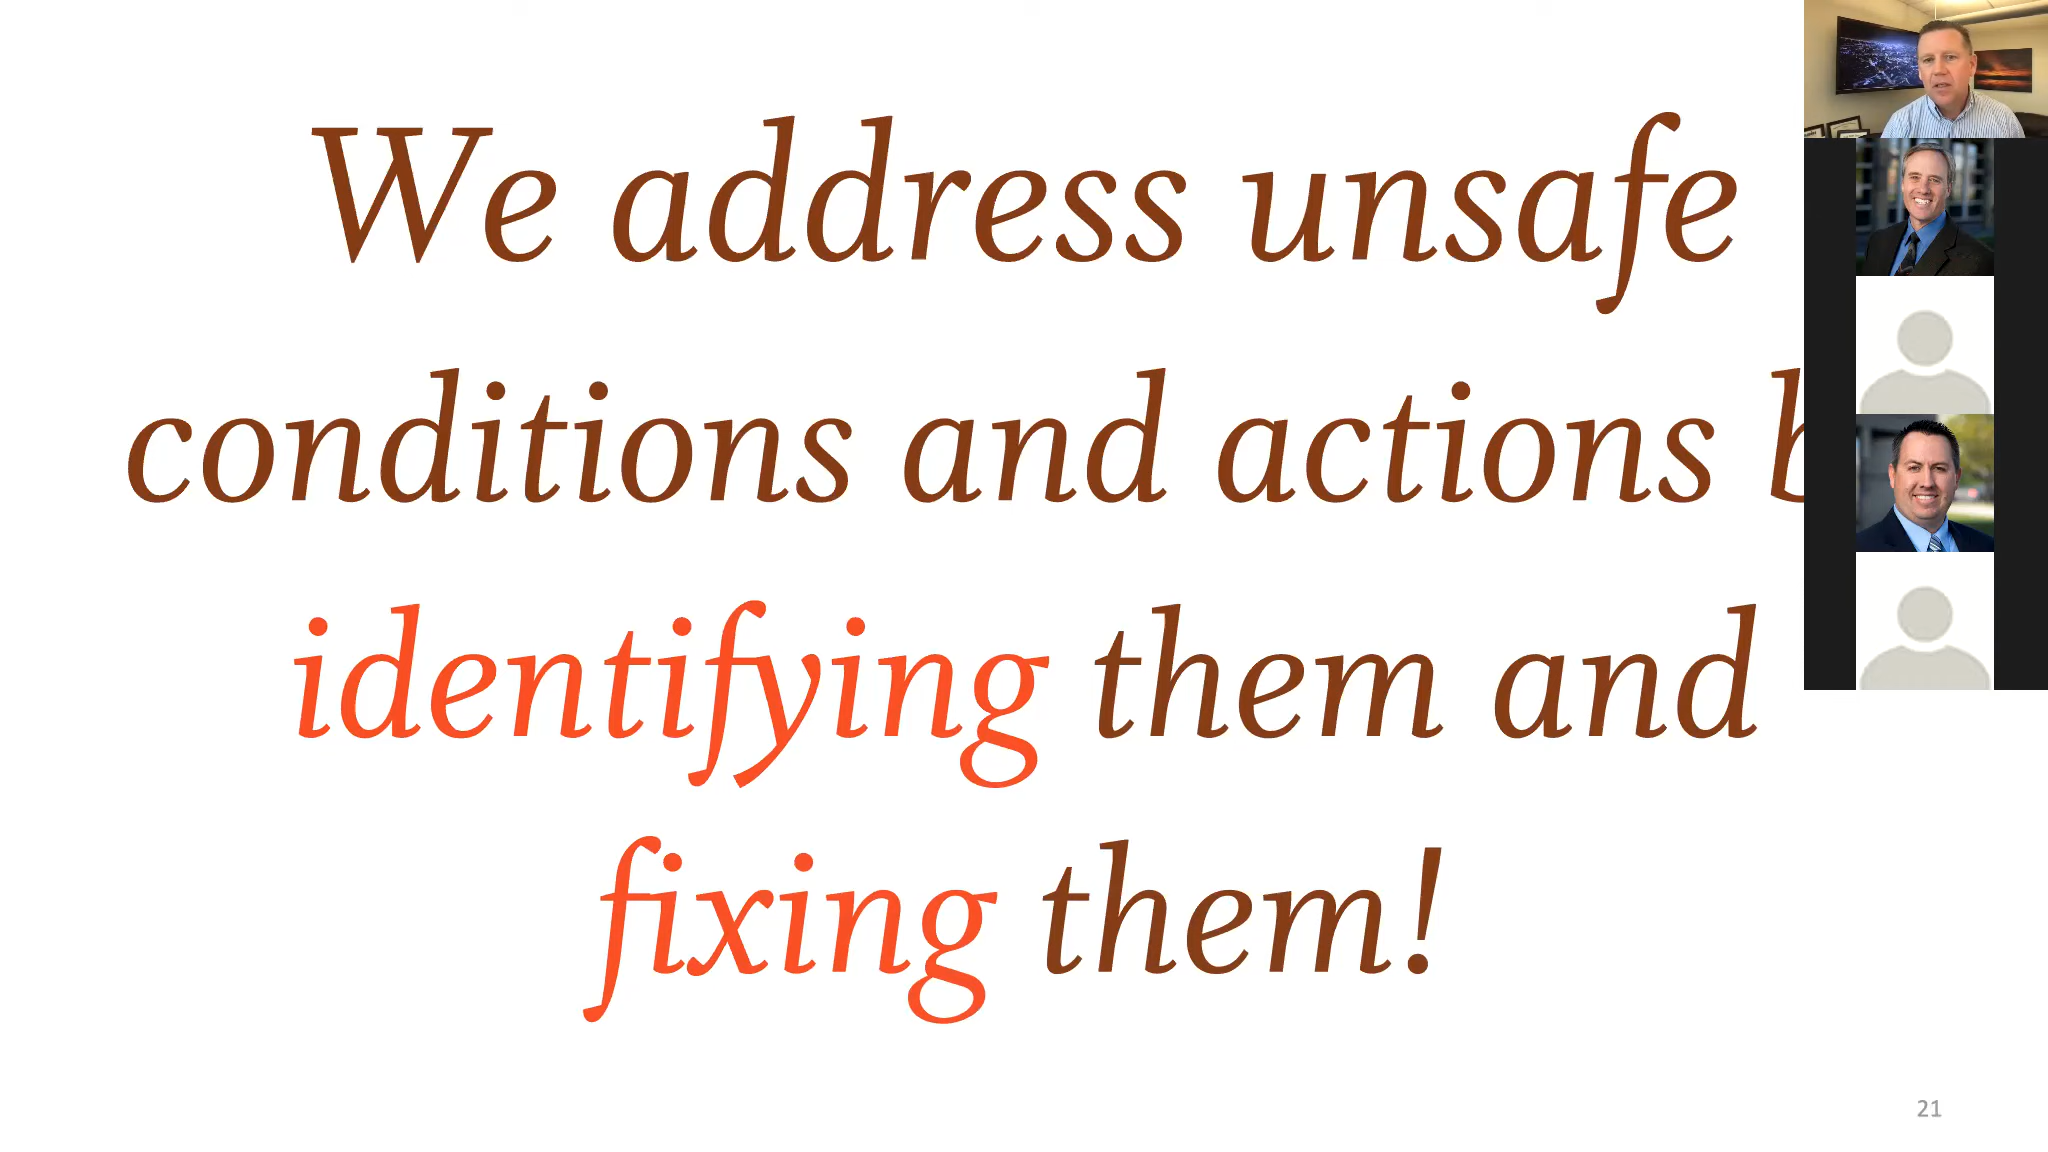 We address unsafe
conditions and actions
identifying them and
fixing them!
21